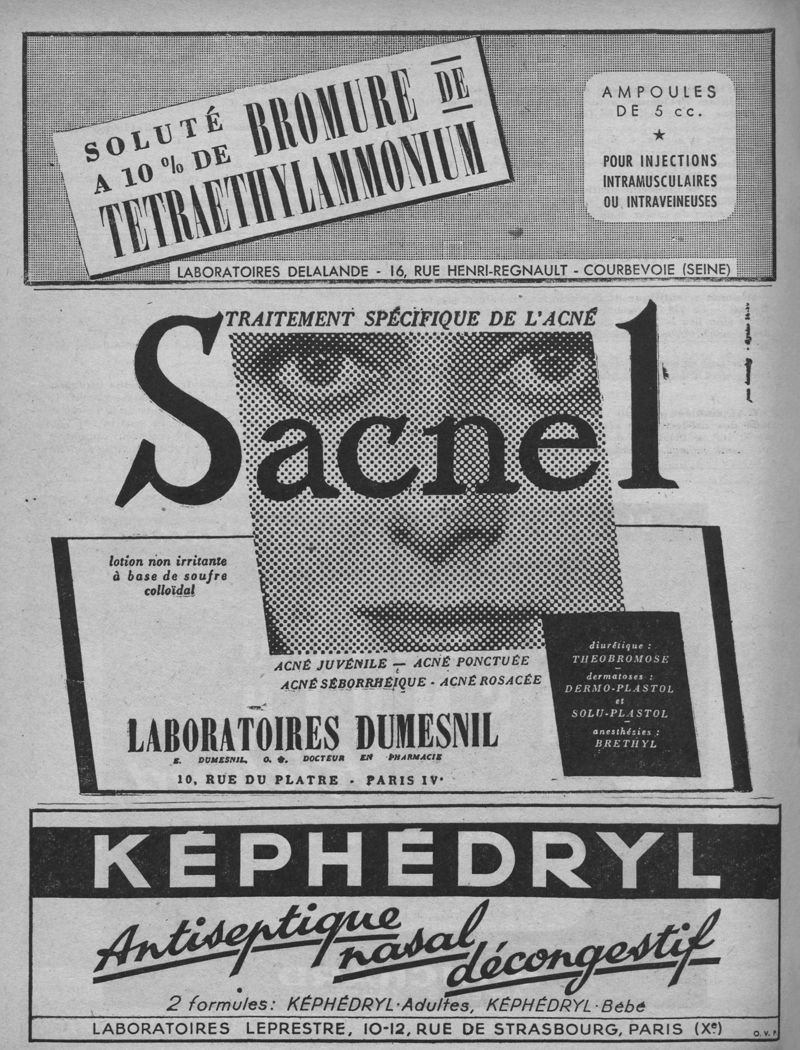 SOLUTÉ
A 10 % DE
BROMURE DE
TETRAETHYLAMMONIUM
AMPOULES
DE 5 cc.
★
POUR INJECTIONS
INTRAMUSCULAIRES
OU INTRAVEINEUSES
LABORATOIRES DELALANDE - 16, RUE HENRI-REGNAULT - COURBEVOIE (SEINE)
TRAITEMENT SPÉCIFIQUE DE L'ACNÉ
Sacnel
lotion non irritante
à base de soufre
colloïdal
ACNÉ JUVÉNILE - ACNÉ PONCTUÉE
ACNÉ SÉBORRHÉIQUE - ACNÉ ROSACÉE
diurétique :
THEOBROMOSE
dermatoses :
DERMO-PLASTOL
et
SOLU-PLASTOL
anesthésies :
BRETHYL
LABORATOIRES DUMESNIL
E. DUMESNIL, DOCTEUR EN PHARMACIE
10, RUE DU PLATRE - PARIS IVe
KÉPHÉDRYL
Antiseptique
nasal
décongestif
2 formules: KÉPHÉDRYL-Adultes, KÉPHÉDRYL-Bébé
LABORATOIRES LEPRESTRE, 10-12, RUE DE STRASBOURG, PARIS (Xe)